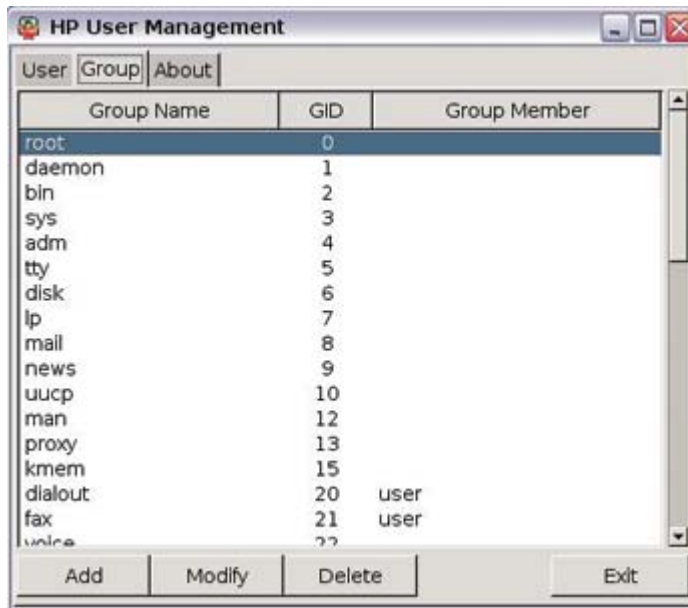 HP User Management
User Group About
Group Name GID Group Member
root 0
daemon 1
bin 2
sys 3
adm 4
tty 5
disk 6
lp 7
mail 8
news 9
uucp 10
man 12
proxy 13
kmem 15
dialout 20 user
fax 21 user
voice 22
Add Modify Delete Exit